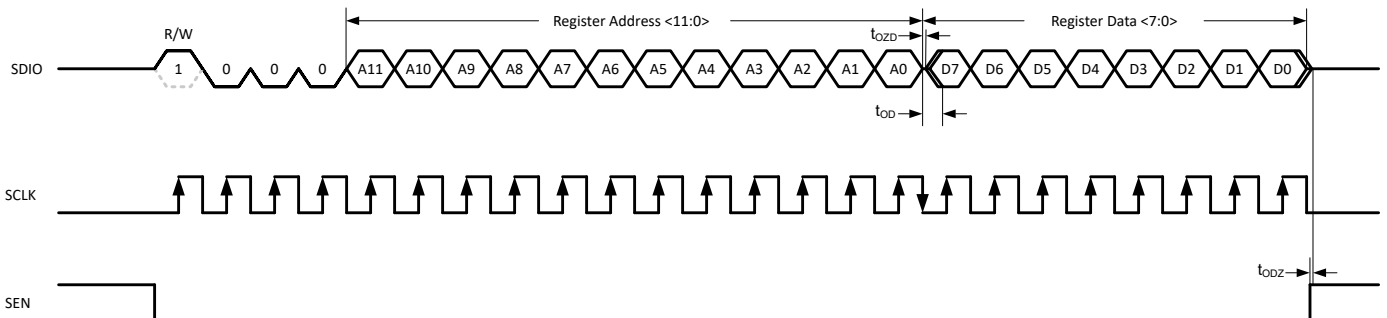 Register Address <11:0> Register Data <7:0>
R/W tOZD
SDIO 1 0 0 0 A11 A10 A9 A8 A7 A6 A5 A4 A3 A2 A1 A0 D7 D6 D5 D4 D3 D2 D1 D0
tOD
SCLK
tODZ
SEN